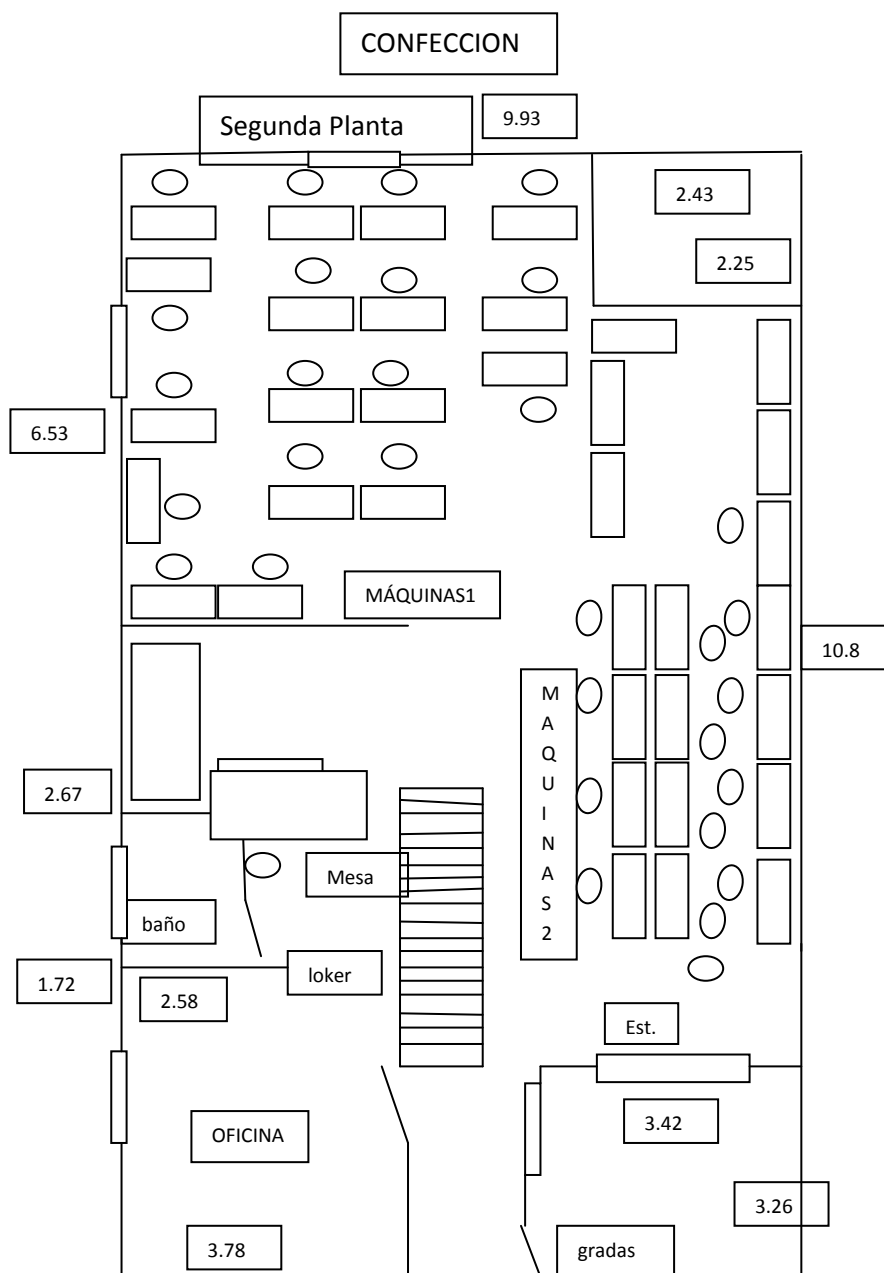 CONFECCION
Segunda Planta
9.93
2.43
2.25
6.53
MÁQUINAS1
10.8
M
A
Q
U
I
N
A
S
2
2.67
Mesa
baño
loker
1.72
2.58
Est.
OFICINA
3.42
3.26
3.78
gradas